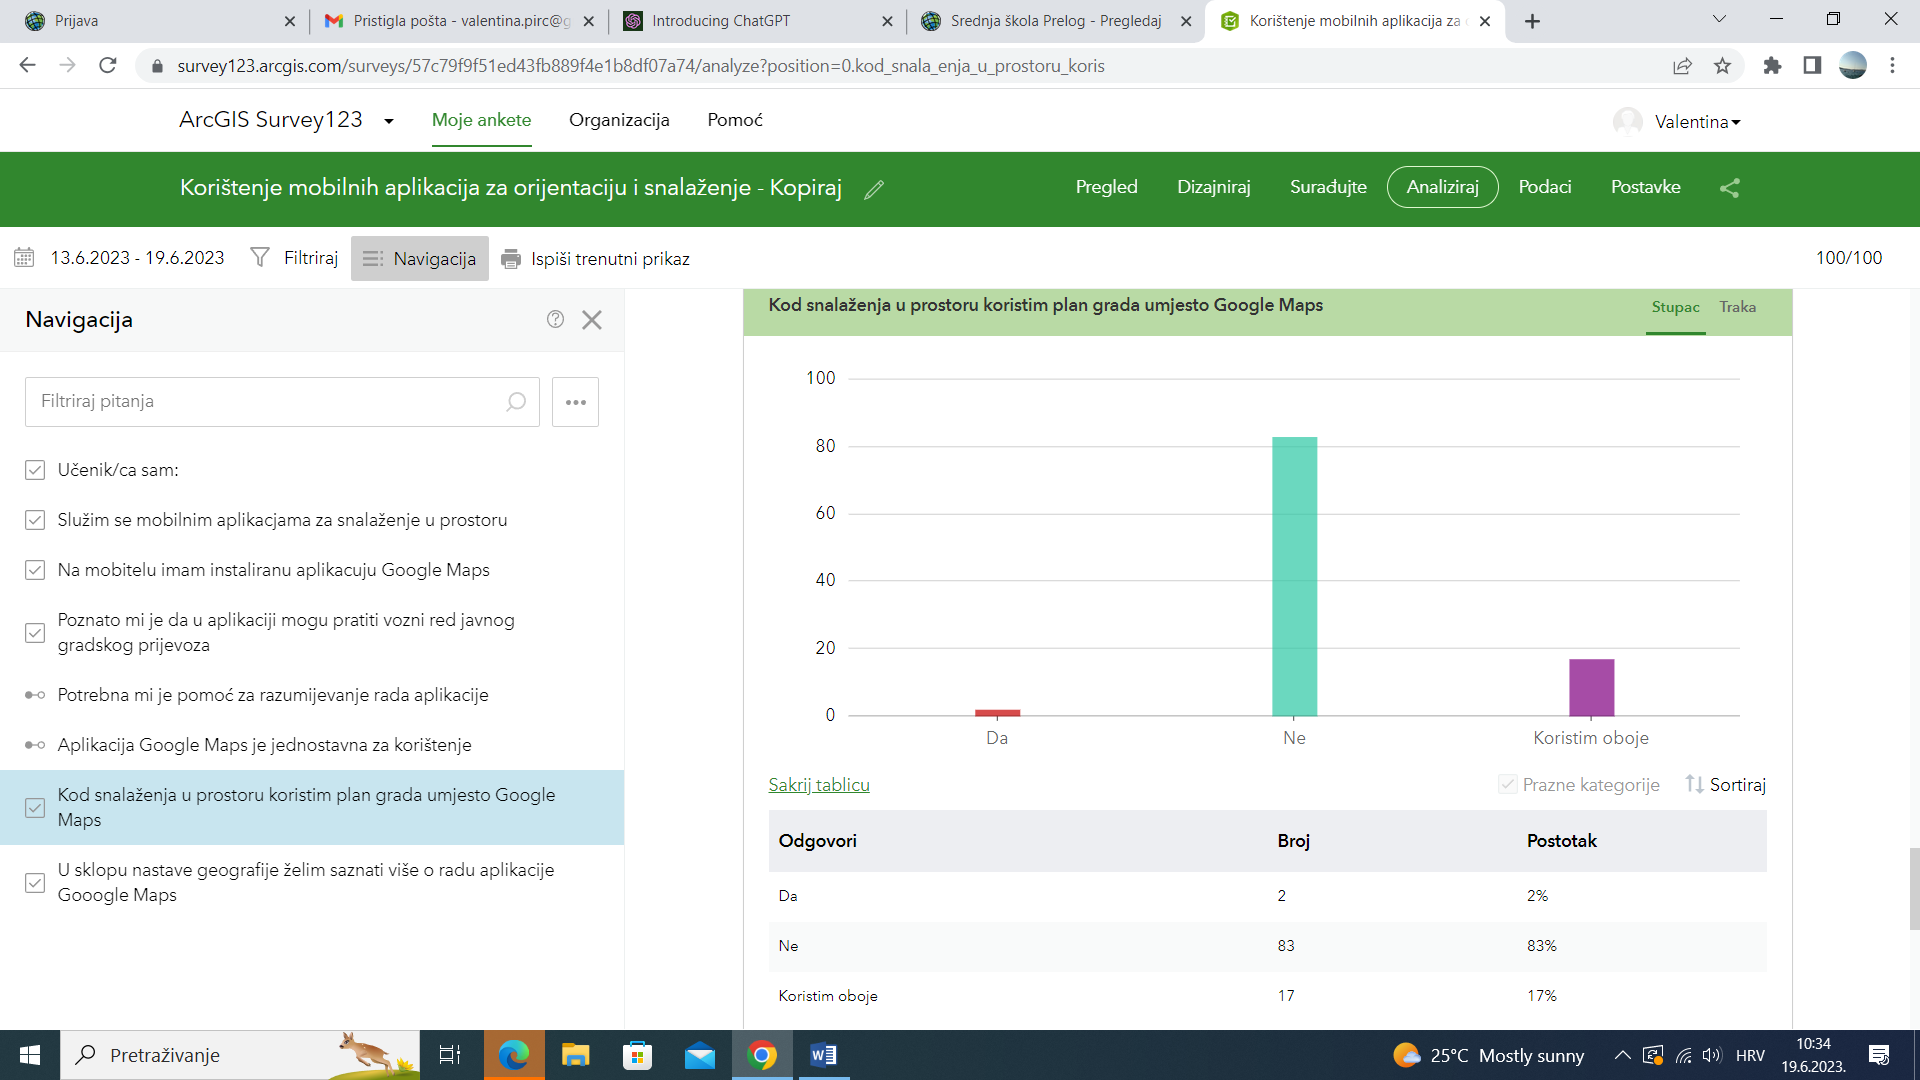 Prijava
Pristigla pošta - valentina.pirc@g
Introducing ChatGPT
Srednja škola Prelog - Pregledaj
Korištenje mobilnih aplikacija za
survey123.arcgis.com/surveys/57c79f9f51ed43fb889f4e1b8df07a74/analyze?position=0.kod_snala_enja_u_prostoru_koris
ArcGIS Survey123
Moje ankete
Organizacija
Pomoć
Valentina
Korištenje mobilnih aplikacija za orijentaciju i snalaženje - Kopiraj
Pregled
Dizajniraj
Suradujte
Analiziraj
Podaci
Postavke
13.6.2023 - 19.6.2023
Filtriraj
Navigacija
Ispiši trenutni prikaz
100/100
Navigacija
Filtriraj pitanja
Učenik/ca sam:
Služim se mobilnim aplikacjama za snalaženje u prostoru
Na mobitelu imam instaliranu aplikacuju Google Maps
Poznato mi je da u aplikaciji mogu pratiti vozni red javnog
gradskog prijevoza
Potrebna mi je pomoć za razumijevanje rada aplikacije
Aplikacija Google Maps je jednostavna za korištenje
Kod snalaženja u prostoru koristim plan grada umjesto Google
Maps
U sklopu nastave geografije želim saznati više o radu aplikacije
Gooogle Maps
Kod snalaženja u prostoru koristim plan grada umjesto Google Maps
Stupac
Traka
100
80
60
40
20
0
Da
Ne
Koristim oboje
Sakrij tablicu
Prazne kategorije
Sortiraj
Odgovori Broj Postotak
Da 2 2%
Ne 83 83%
Koristim oboje 17 17%
Pretraživanje
25°C Mostly sunny
HRV
10:34
19.6.2023.